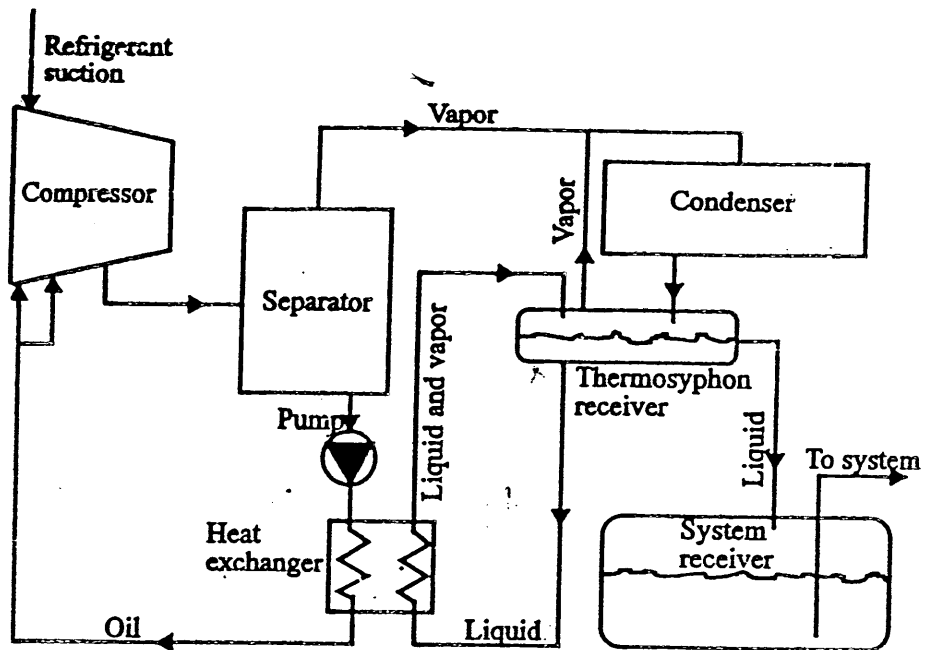 Refrigerant
suction
Vapor
Compressor
Vapor
Condenser
Separator
Liquid and vapor
Thermosyphon
receiver
Pump
Liquid
To system
Heat
exchanger
System
receiver
Oil
Liquid